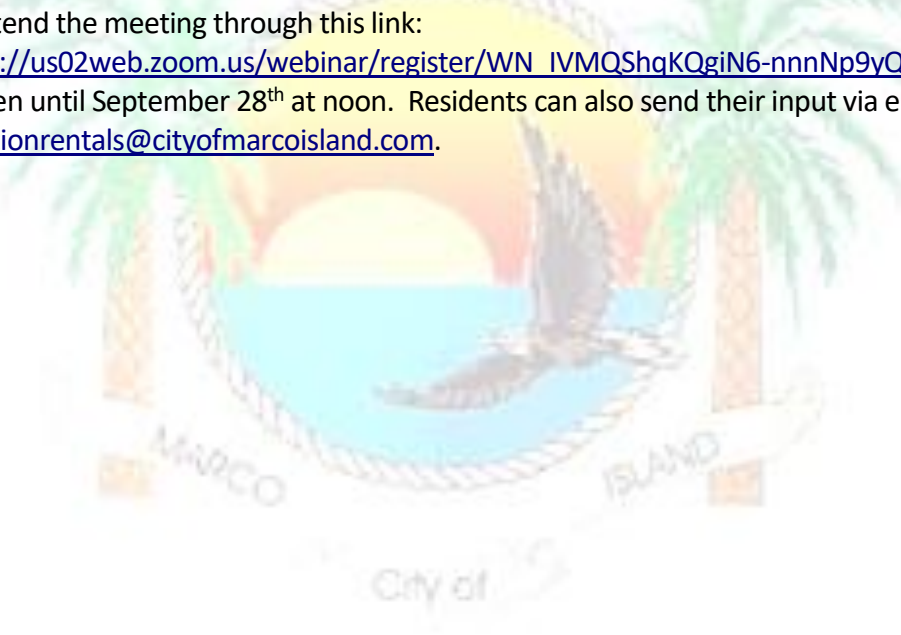 tend the meeting through this link:
://us02web.zoom.us/webinar/register/WN_IVMQShqKQgiN6-nnnNp9yQ
en until September 28th at noon.  Residents can also send their input via e
ionrentals@cityofmarcoisland.com.
MARCO ISLAND
City of